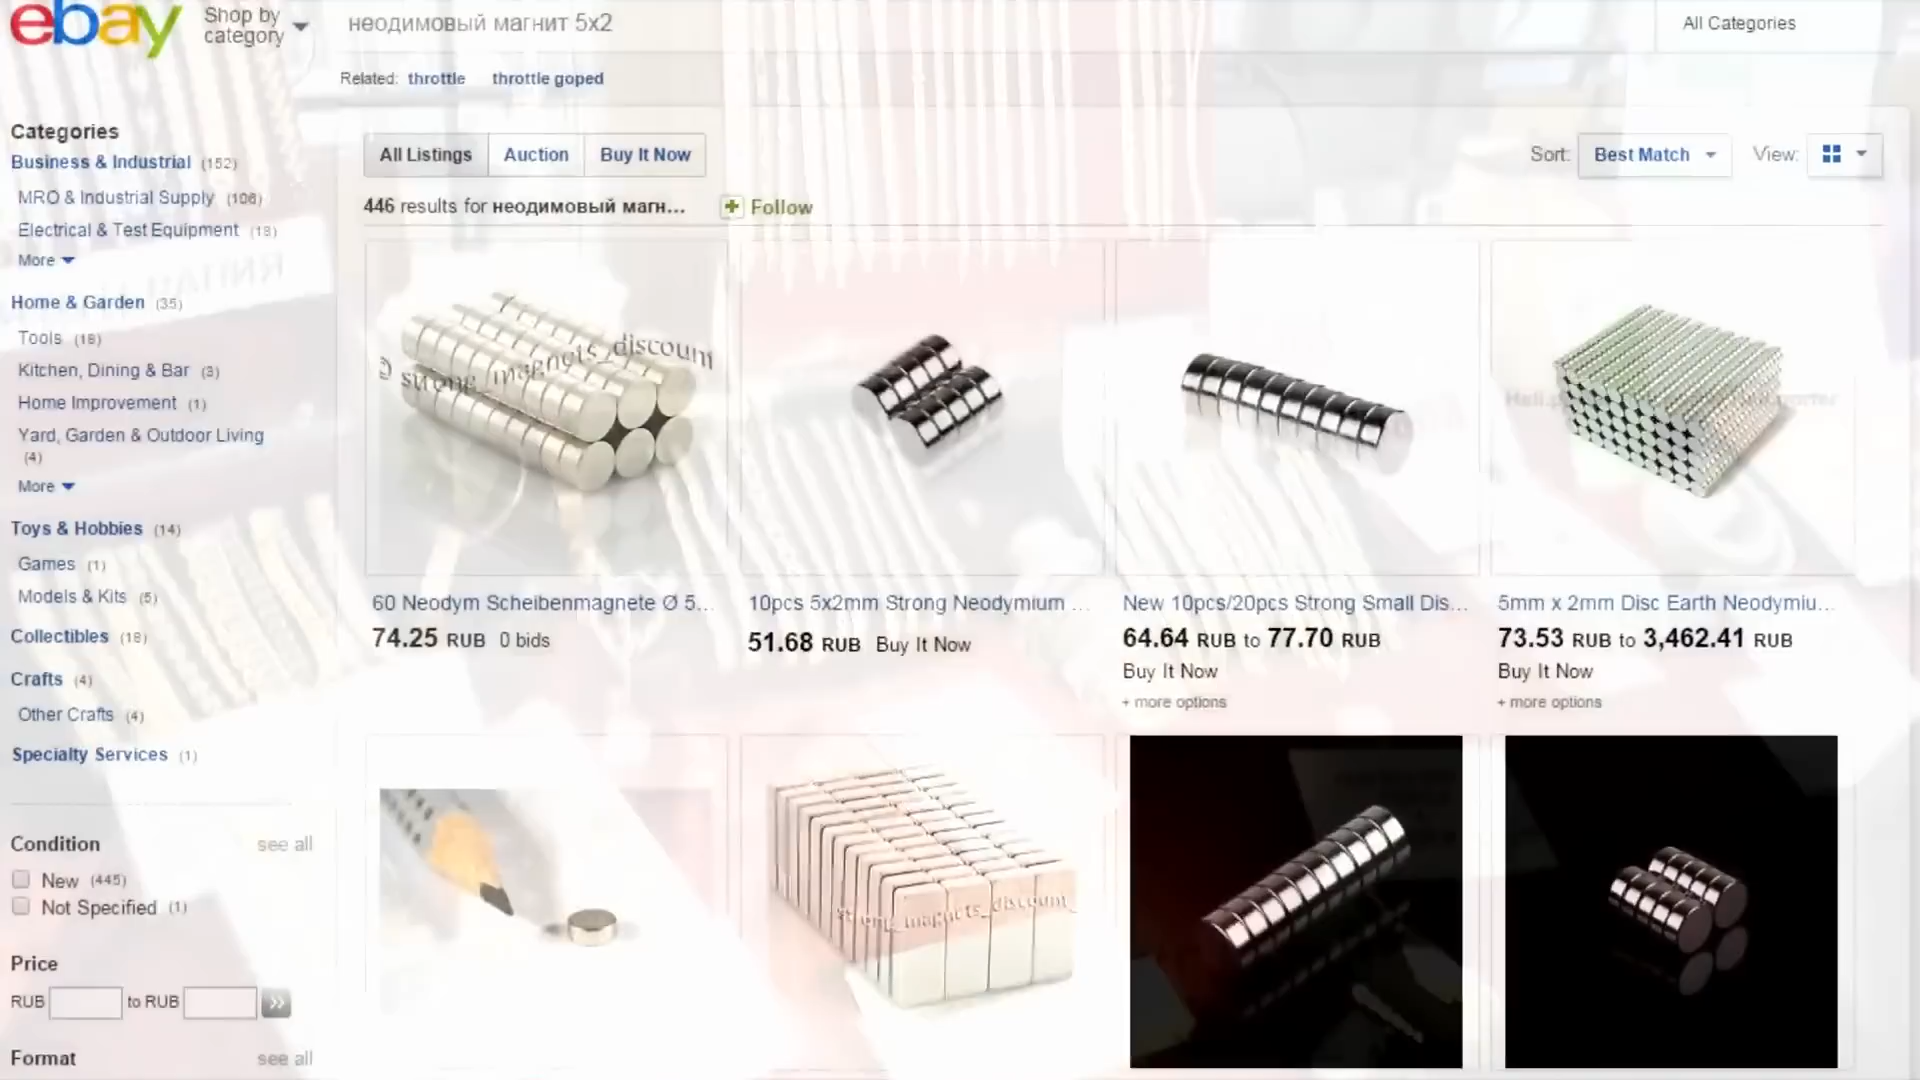 ebay
Shop by
category
неодимовый магнит 5x2
All Categories
Related: throttle throttle goped
Categories
Business & Industrial (152)
MRO & Industrial Supply (106)
Electrical & Test Equipment (18)
More
Home & Garden (35)
Tools (18)
Kitchen, Dining & Bar (3)
Home Improvement (1)
Yard, Garden & Outdoor Living
(4)
More
Toys & Hobbies (14)
Games (1)
Models & Kits (5)
Collectibles (18)
Crafts (4)
Other Crafts (4)
Specialty Services (1)
Condition see all
New (445)
Not Specified (1)
Price
RUB to RUB »
Format see all
All Listings Auction Buy It Now
Sort: Best Match View:
446 results for неодимовый магн... + Follow
strong_magnets_discount
60 Neodym Scheibenmagnete Ø 5...
74.25 RUB 0 bids
10pcs 5x2mm Strong Neodymium ...
51.68 RUB Buy It Now
New 10pcs/20pcs Strong Small Dis...
64.64 RUB to 77.70 RUB
Buy It Now
+ more options
5mm x 2mm Disc Earth Neodymiu...
73.53 RUB to 3,462.41 RUB
Buy It Now
+ more options
strong_magnets_discount_